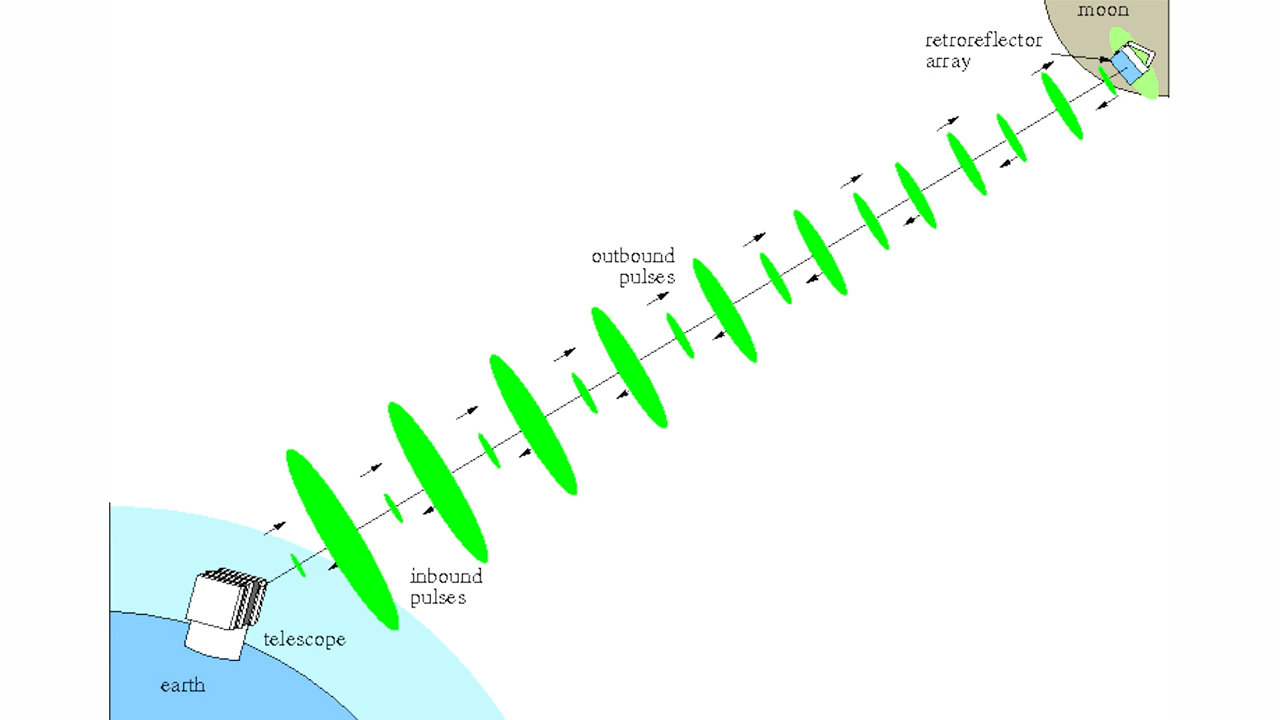 moon
retroreflector
array
outbound
pulses
inbound
pulses
telescope
earth